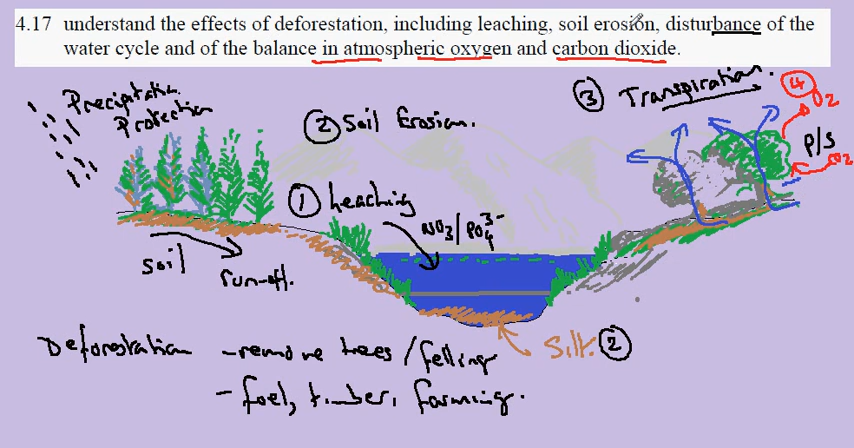 4.17 understand the effects of deforestation, including leaching, soil erosion, disturbance of the
water cycle and of the balance in atmospheric oxygen and carbon dioxide.
Precipitation
Protection
② Soil Erosion.
③ Transpiration.
④
O2
P/S
CO2
① Leaching
NO3 / PO4 3-
soil
run-off.
Silt. ②
Deforestation - remove trees / felling
- fuel, timber, farming.